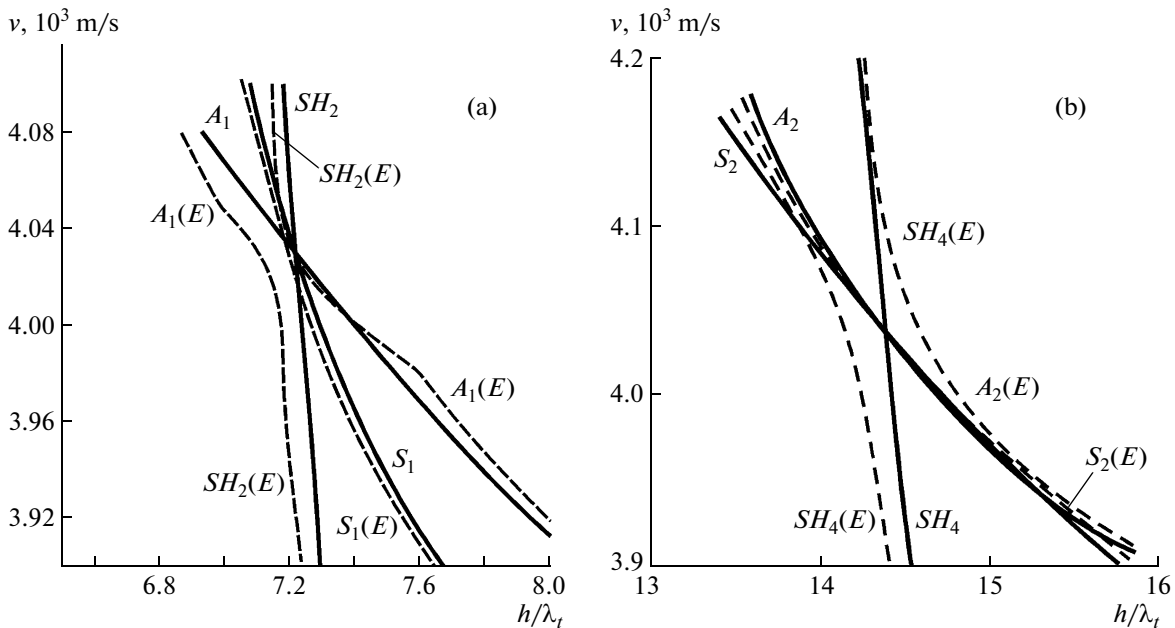 v, 10³ m/s
(a)
SH₂
A₁
4.08
SH₂(E)
A₁(E)
4.04
4.00
A₁(E)
3.96
S₁
SH₂(E)
S₁(E)
3.92
6.8 7.2 7.6 8.0
h/λₜ
v, 10³ m/s
4.2
(b)
A₂
S₂
SH₄(E)
4.1
4.0
A₂(E)
S₂(E)
SH₄(E) SH₄
3.9
13 14 15 16
h/λₜ